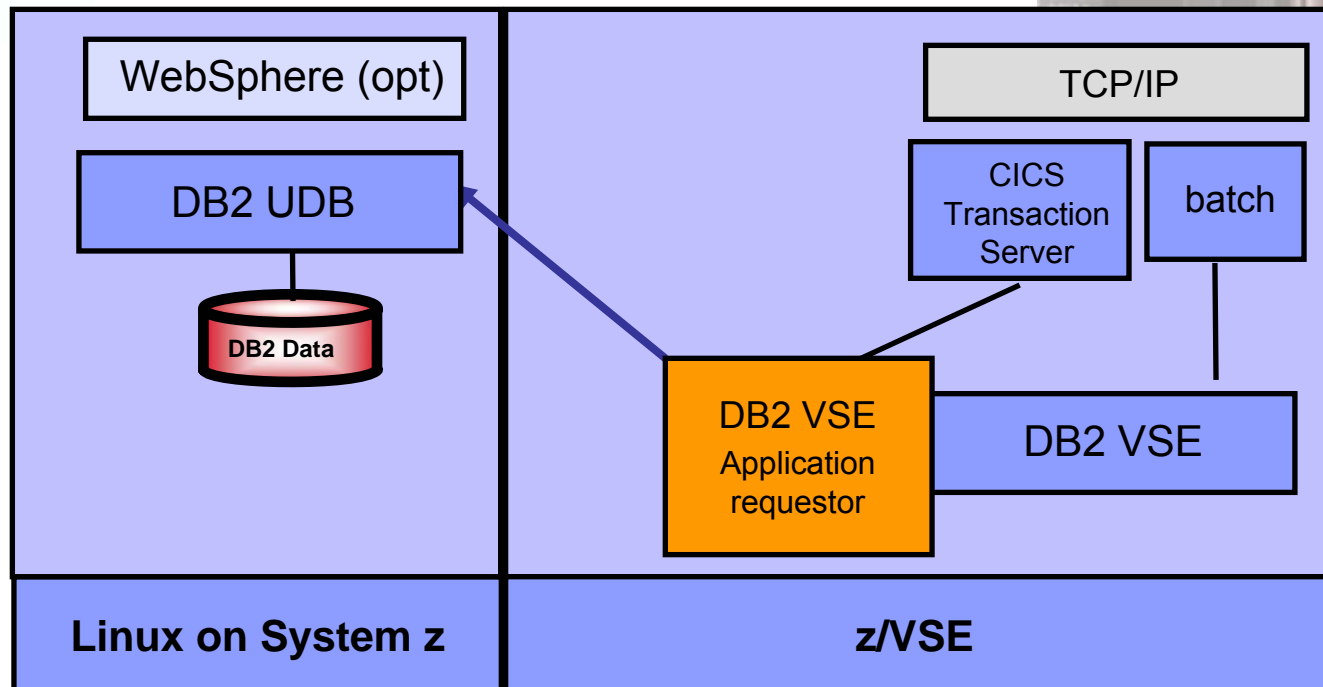 WebSphere (opt)
DB2 UDB
DB2 Data
TCP/IP
CICS
Transaction
Server
batch
DB2 VSE
Application
requestor
DB2 VSE
Linux on System z
z/VSE